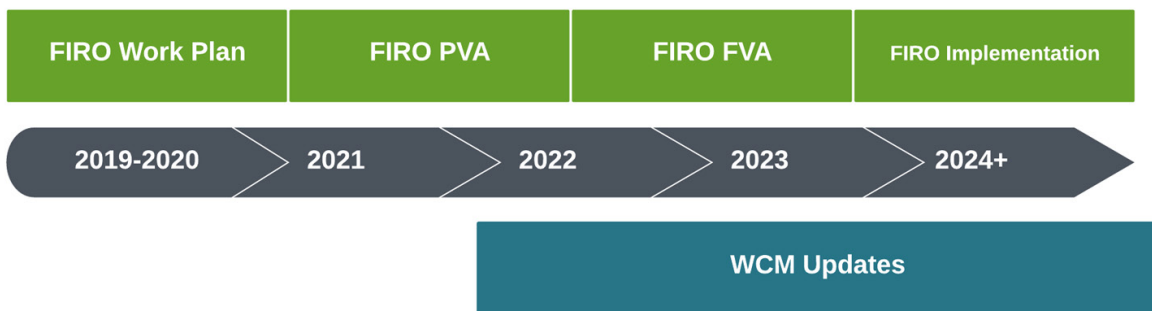 FIRO Work Plan
FIRO PVA
FIRO FVA
FIRO Implementation
2019-2020
2021
2022
2023
2024+
WCM Updates